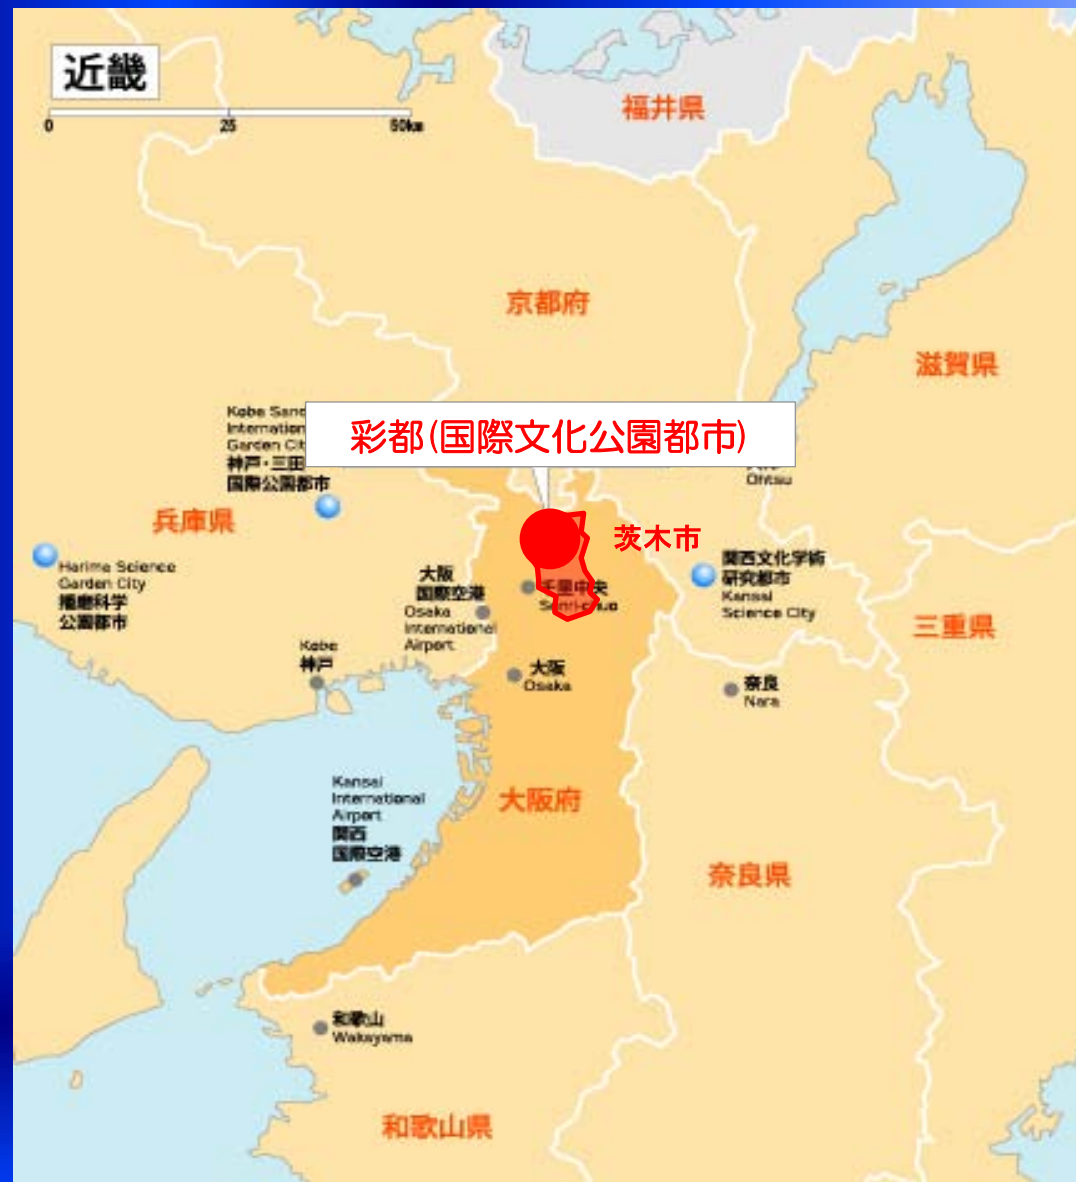 近畿
0 25 50km
福井県
京都府
滋賀県
Kobe Sanda
International
Garden City
神戸・三田
国際公園都市
彩都(国際文化公園都市)
Ohtsu
兵庫県
茨木市
Harima Science
Garden City
播磨科学
公園都市
大阪
国際空港
Osaka
International
Airport
千里中央
Senri-chuo
関西文化学術
研究都市
Kansai
Science City
三重県
Kobe
神戸
大阪
Osaka
奈良
Nara
Kansai
International
Airport
関西
国際空港
大阪府
奈良県
和歌山
Wakayama
和歌山県